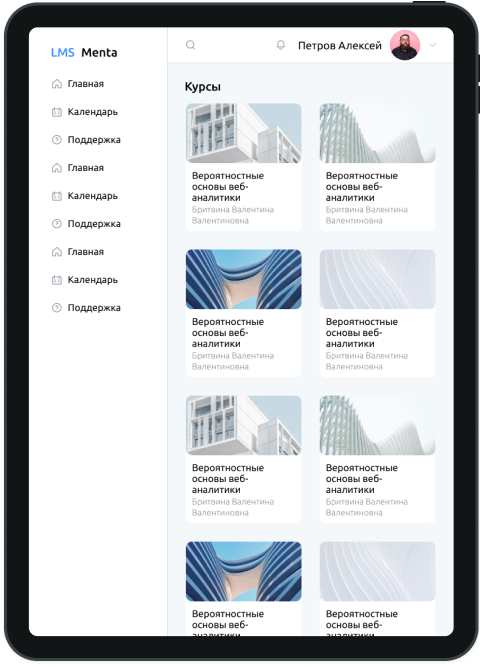 LMS Menta
Главная
Календарь
Поддержка
Главная
Календарь
Поддержка
Главная
Календарь
Поддержка
Петров Алексей
Курсы
Вероятностные
основы веб-
аналитики
Бритвина Валентина
Валентиновна
Вероятностные
основы веб-
аналитики
Бритвина Валентина
Валентиновна
Вероятностные
основы веб-
аналитики
Бритвина Валентина
Валентиновна
Вероятностные
основы веб-
аналитики
Бритвина Валентина
Валентиновна
Вероятностные
основы веб-
аналитики
Бритвина Валентина
Валентиновна
Вероятностные
основы веб-
аналитики
Бритвина Валентина
Валентиновна
Вероятностные
основы веб-
аналитики
Вероятностные
основы веб-
аналитики